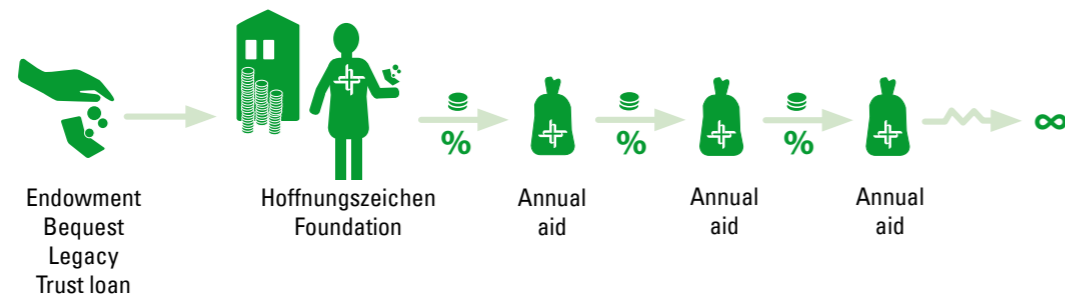 % % % ∞
Endowment
Bequest
Legacy
Trust loan
Hoffnungszeichen
Foundation
Annual
aid
Annual
aid
Annual
aid